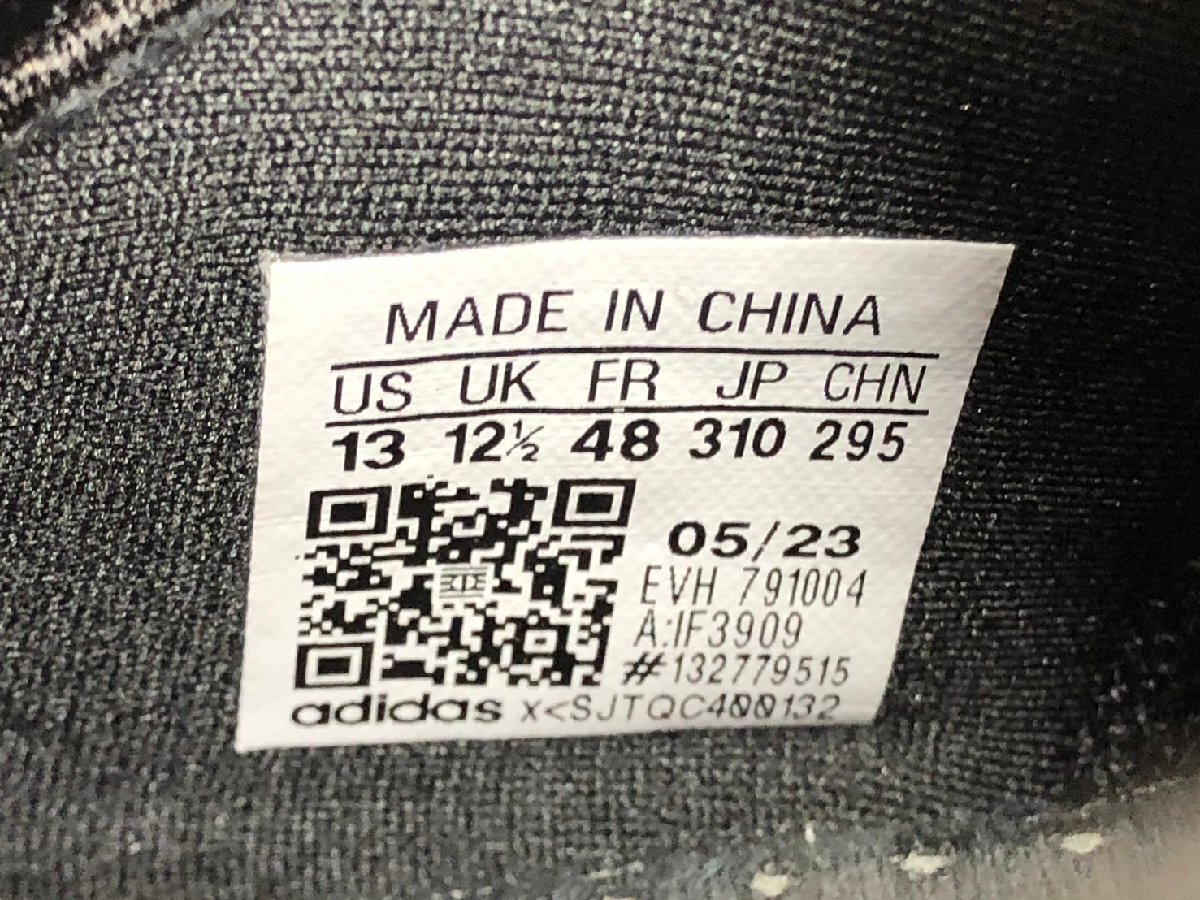 MADE IN CHINA
US UK FR JP CHN
13 12½ 48 310 295
05/23
EVH 791004
A:IF3909
#132779515
adidas X<SJTQC400132